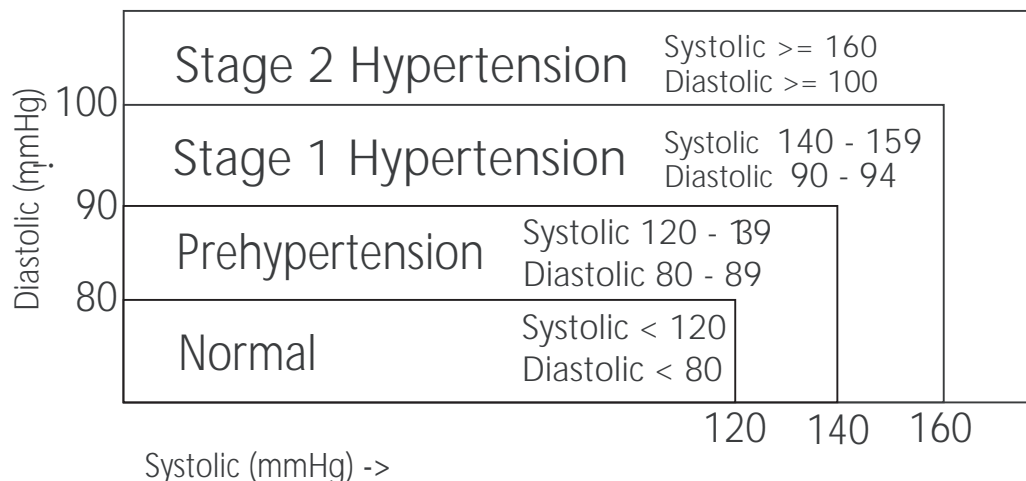 Stage 2 Hypertension
Systolic >= 160
Diastolic >= 100
100
Stage 1 Hypertension
Systolic 140 - 159
Diastolic 90 - 94
90
Prehypertension
Systolic 120 - 139
Diastolic 80 - 89
80
Normal
Systolic < 120
Diastolic < 80
Diastolic (mmHg)
120 140 160
Systolic (mmHg) ->